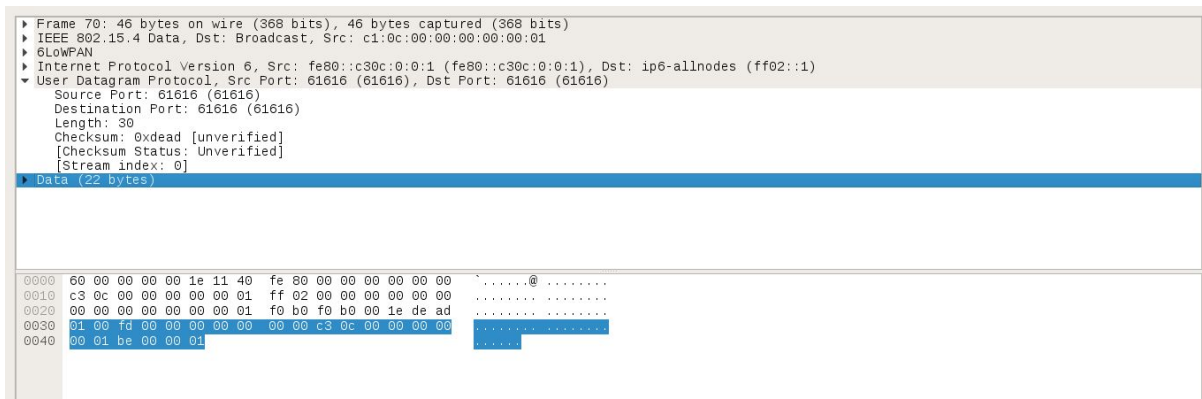 Frame 70: 46 bytes on wire (368 bits), 46 bytes captured (368 bits)
IEEE 802.15.4 Data, Dst: Broadcast, Src: c1:0c:00:00:00:00:00:01
6LoWPAN
Internet Protocol Version 6, Src: fe80::c30c:0:0:1 (fe80::c30c:0:0:1), Dst: ip6-allnodes (ff02::1)
User Datagram Protocol, Src Port: 61616 (61616), Dst Port: 61616 (61616)
Source Port: 61616 (61616)
Destination Port: 61616 (61616)
Length: 30
Checksum: 0xdead [unverified]
[Checksum Status: Unverified]
[Stream index: 0]
Data (22 bytes)
0000 60 00 00 00 00 1e 11 40 fe 80 00 00 00 00 00 00 `......@ ........
0010 c3 0c 00 00 00 00 00 01 ff 02 00 00 00 00 00 00 ........ ........
0020 00 00 00 00 00 00 00 01 f0 b0 f0 b0 00 1e de ad ........ ........
0030 01 00 fd 00 00 00 00 00 00 00 c3 0c 00 00 00 00 ........ ........
0040 00 01 be 00 00 01 ......